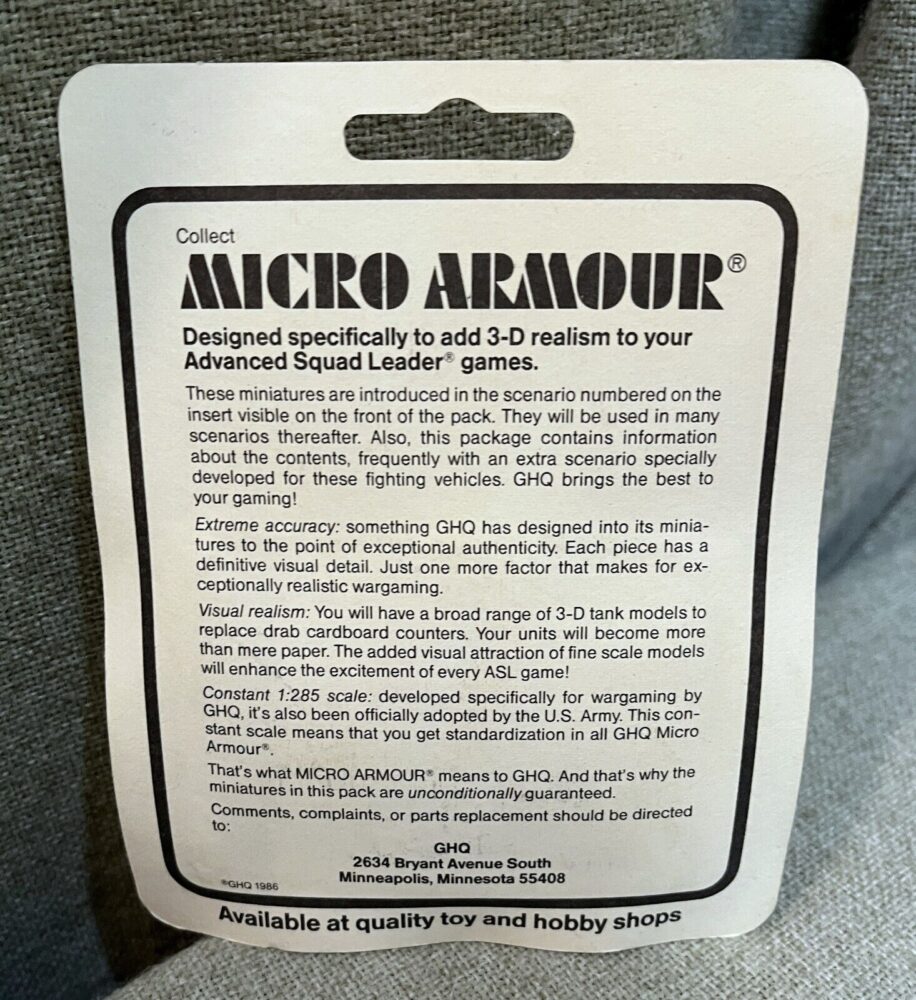 Collect
MICRO ARMOUR®
Designed specifically to add 3-D realism to your
Advanced Squad Leader® games.
These miniatures are introduced in the scenario numbered on the
insert visible on the front of the pack. They will be used in many
scenarios thereafter. Also, this package contains information
about the contents, frequently with an extra scenario specially
developed for these fighting vehicles. GHQ brings the best to
your gaming!
Extreme accuracy: something GHQ has designed into its minia-
tures to the point of exceptional authenticity. Each piece has a
definitive visual detail. Just one more factor that makes for ex-
ceptionally realistic wargaming.
Visual realism: You will have a broad range of 3-D tank models to
replace drab cardboard counters. Your units will become more
than mere paper. The added visual attraction of fine scale models
will enhance the excitement of every ASL game!
Constant 1:285 scale: developed specifically for wargaming by
GHQ, it's also been officially adopted by the U.S. Army. This con-
stant scale means that you get standardization in all GHQ Micro
Armour®.
That's what MICRO ARMOUR® means to GHQ. And that's why the
miniatures in this pack are unconditionally guaranteed.
Comments, complaints, or parts replacement should be directed
to:
GHQ
2634 Bryant Avenue South
Minneapolis, Minnesota 55408
©GHQ 1986
Available at quality toy and hobby shops